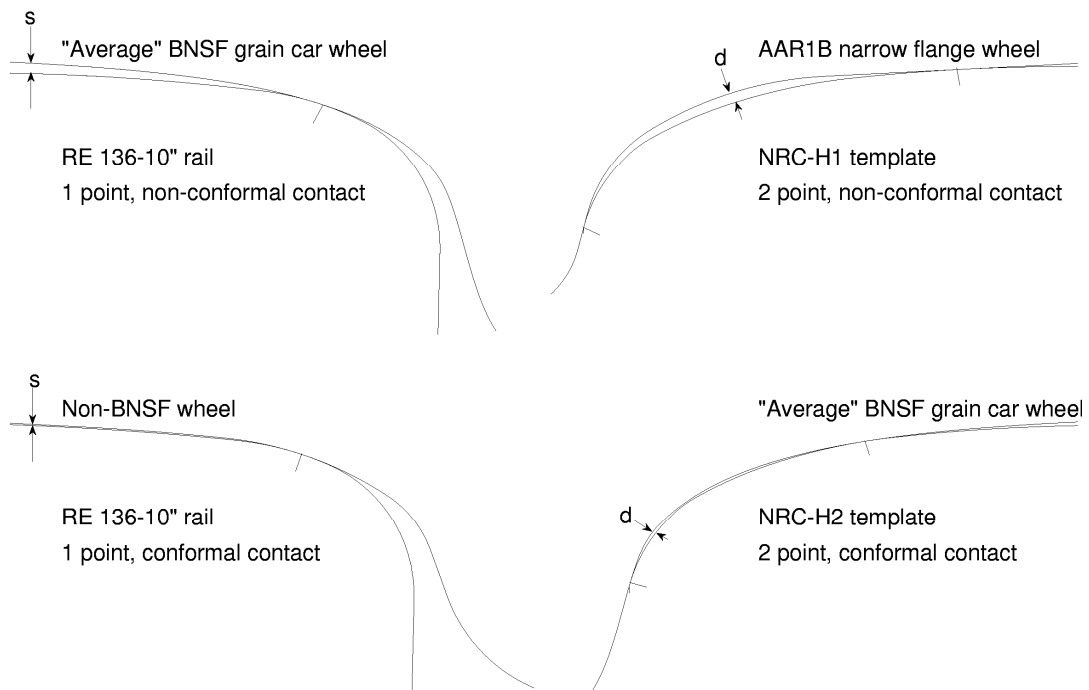 s
"Average" BNSF grain car wheel
RE 136-10" rail
1 point, non-conformal contact
d
AAR1B narrow flange wheel
NRC-H1 template
2 point, non-conformal contact
s
Non-BNSF wheel
RE 136-10" rail
1 point, conformal contact
"Average" BNSF grain car wheel
d
NRC-H2 template
2 point, conformal contact